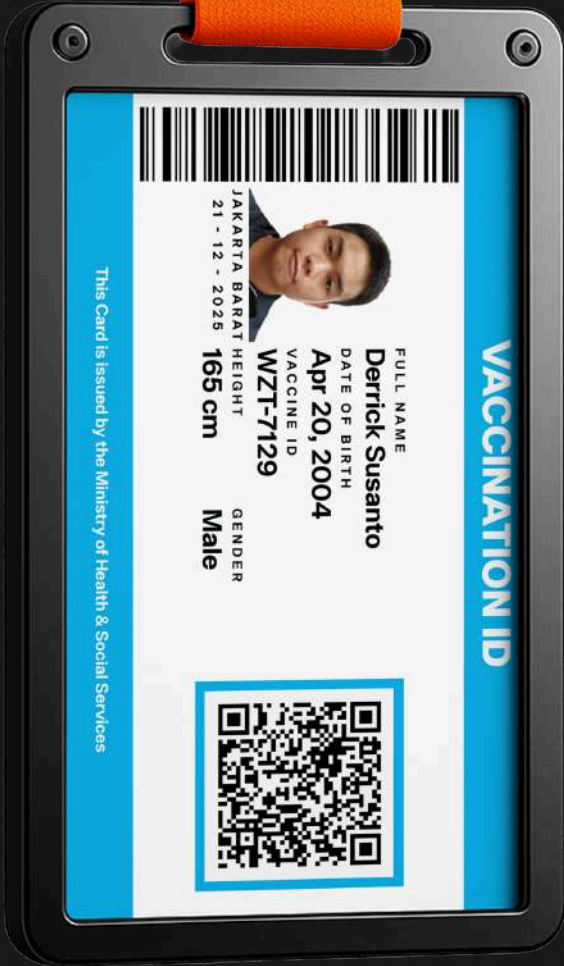 VACCINATION ID
FULL NAME
Derrick Susanto
DATE OF BIRTH
Apr 20, 2004
VACCINE ID
WZT-7129
HEIGHT
165 cm
GENDER
Male
JAKARTA BARAT
21 - 12 - 2025
This Card is issued by the Ministry of Health & Social Services